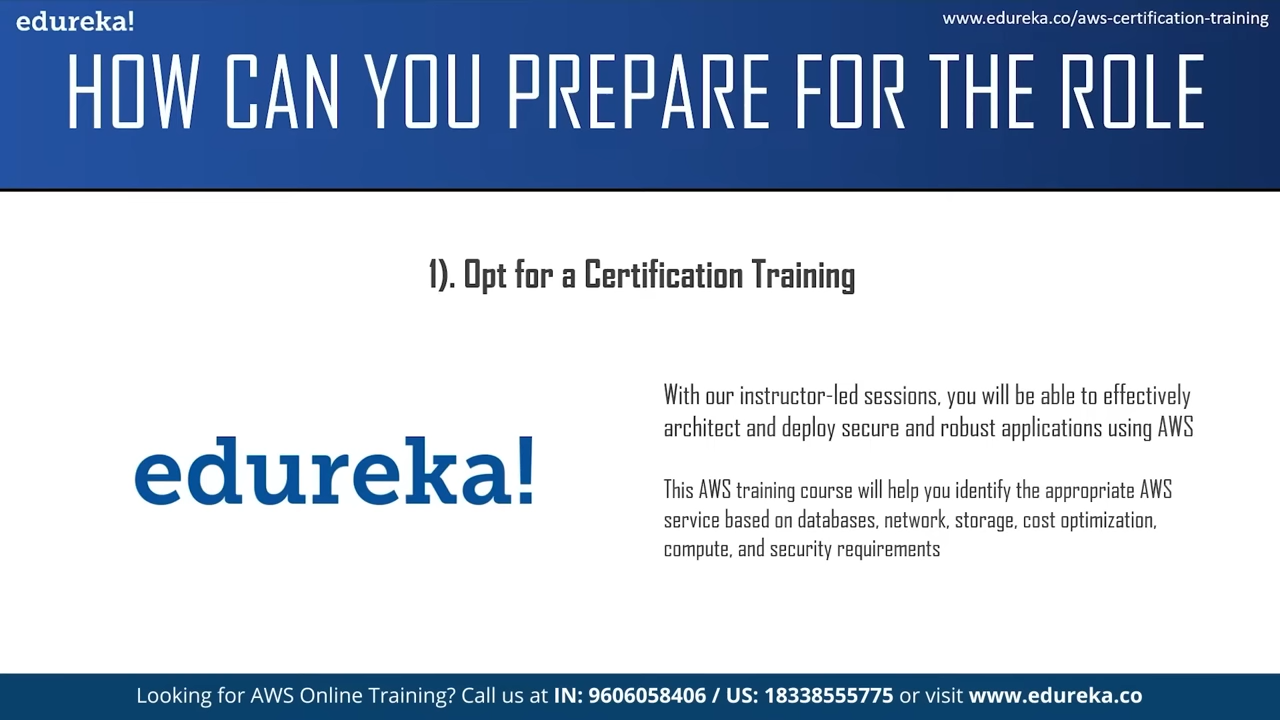 edureka!
www.edureka.co/aws-certification-training
HOW CAN YOU PREPARE FOR THE ROLE
1). Opt for a Certification Training
edureka!
With our instructor-led sessions, you will be able to effectively
architect and deploy secure and robust applications using AWS
This AWS training course will help you identify the appropriate AWS
service based on databases, network, storage, cost optimization,
compute, and security requirements
Looking for AWS Online Training? Call us at IN: 9606058406 / US: 18338555775 or visit www.edureka.co